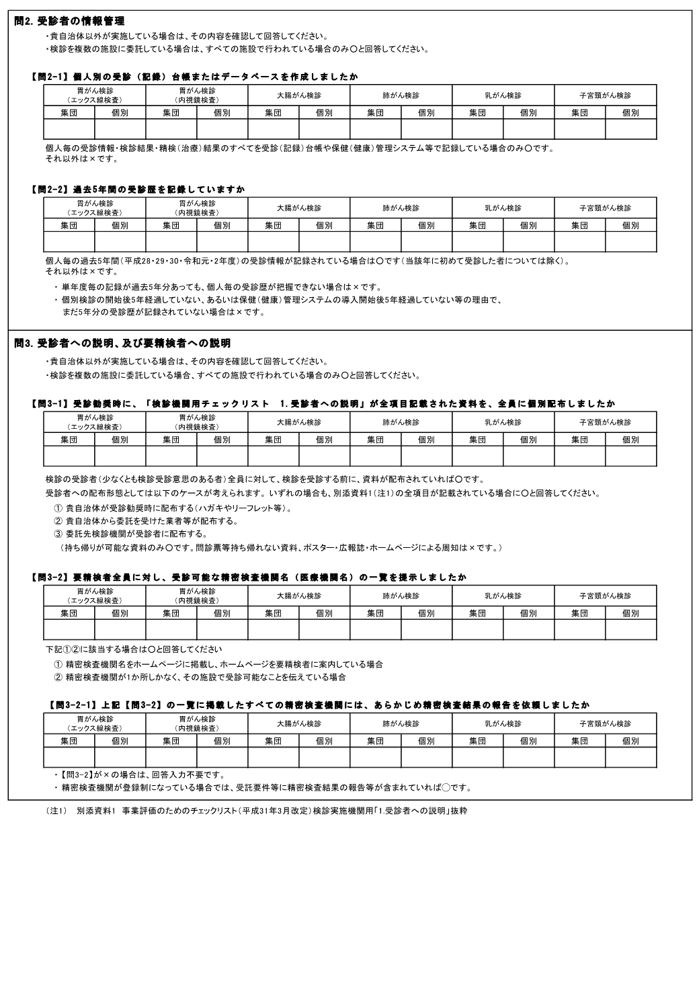 問2. 受診者の情報管理
・貴自治体以外が実施している場合は、その内容を確認して回答してください。
・検診を複数の施設に委託している場合は、すべての施設で行われている場合のみ〇と回答してください。
【問2-1】個人別の受診（記録）台帳またはデータベースを作成しましたか
胃がん検診 胃がん検診 大腸がん検診 肺がん検診 乳がん検診 子宮頸がん検診
（エックス線検査） （内視鏡検査）
集団 個別 集団 個別 集団 個別 集団 個別 集団 個別 集団 個別
個人毎の受診情報・検診結果・精検（治療）結果のすべてを受診（記録）台帳や保健（健康）管理システム等で記録している場合のみ〇です。
それ以外は×です。
【問2-2】過去5年間の受診歴を記録していますか
胃がん検診 胃がん検診 大腸がん検診 肺がん検診 乳がん検診 子宮頸がん検診
（エックス線検査） （内視鏡検査）
集団 個別 集団 個別 集団 個別 集団 個別 集団 個別 集団 個別
個人毎の過去5年間（平成28・29・30・令和元・2年度）の受診情報が記録されている場合は〇です（当該年に初めて受診した者については除く）。
それ以外は×です。
・ 単年度毎の記録が過去5年分あっても、個人毎の受診歴が把握できない場合は×です。
・ 個別検診の開始後5年経過していない、あるいは保健（健康）管理システムの導入開始後5年経過していない等の理由で、
まだ5年分の受診歴が記録されていない場合は×です。
問3. 受診者への説明、及び要精検者への説明
・貴自治体以外が実施している場合は、その内容を確認して回答してください。
・検診を複数の施設に委託している場合、すべての施設で行われている場合のみ〇と回答してください。
【問3-1】受診勧奨時に、「検診機関用チェックリスト　1.受診者への説明」が全項目記載された資料を、全員に個別配布しましたか
胃がん検診 胃がん検診 大腸がん検診 肺がん検診 乳がん検診 子宮頸がん検診
（エックス線検査） （内視鏡検査）
集団 個別 集団 個別 集団 個別 集団 個別 集団 個別 集団 個別
検診の受診者（少なくとも検診受診意思のある者）全員に対して、検診を受診する前に、資料が配布されていれば〇です。
受診者への配布形態としては以下のケースが考えられます。いずれの場合も、別添資料1（注1）の全項目が記載されている場合に〇と回答してください。
① 貴自治体が受診勧奨時に配布する（ハガキやリーフレット等）。
② 貴自治体から委託を受けた業者等が配布する。
③ 委託先検診機関が受診者に配布する。
（持ち帰りが可能な資料のみ〇です。問診票等持ち帰れない資料、ポスター・広報誌・ホームページによる周知は×です。）
【問3-2】要精検者全員に対し、受診可能な精密検査機関名（医療機関名）の一覧を提示しましたか
胃がん検診 胃がん検診 大腸がん検診 肺がん検診 乳がん検診 子宮頸がん検診
（エックス線検査） （内視鏡検査）
集団 個別 集団 個別 集団 個別 集団 個別 集団 個別 集団 個別
下記①②に該当する場合は〇と回答してください
① 精密検査機関名をホームページに掲載し、ホームページを要精検者に案内している場合
② 精密検査機関が1か所しかなく、その施設で受診可能なことを伝えている場合
【問3-2-1】上記【問3-2】の一覧に掲載したすべての精密検査機関には、あらかじめ精密検査結果の報告を依頼しましたか
胃がん検診 胃がん検診 大腸がん検診 肺がん検診 乳がん検診 子宮頸がん検診
（エックス線検査） （内視鏡検査）
集団 個別 集団 個別 集団 個別 集団 個別 集団 個別 集団 個別
・【問3-2】が×の場合は、回答入力不要です。
・ 精密検査機関が登録制になっている場合では、受託要件等に精密検査結果の報告等が含まれていれば◯です。
（注1）　別添資料1　事業評価のためのチェックリスト（平成31年3月改定）検診実施機関用「1.受診者への説明」抜粋